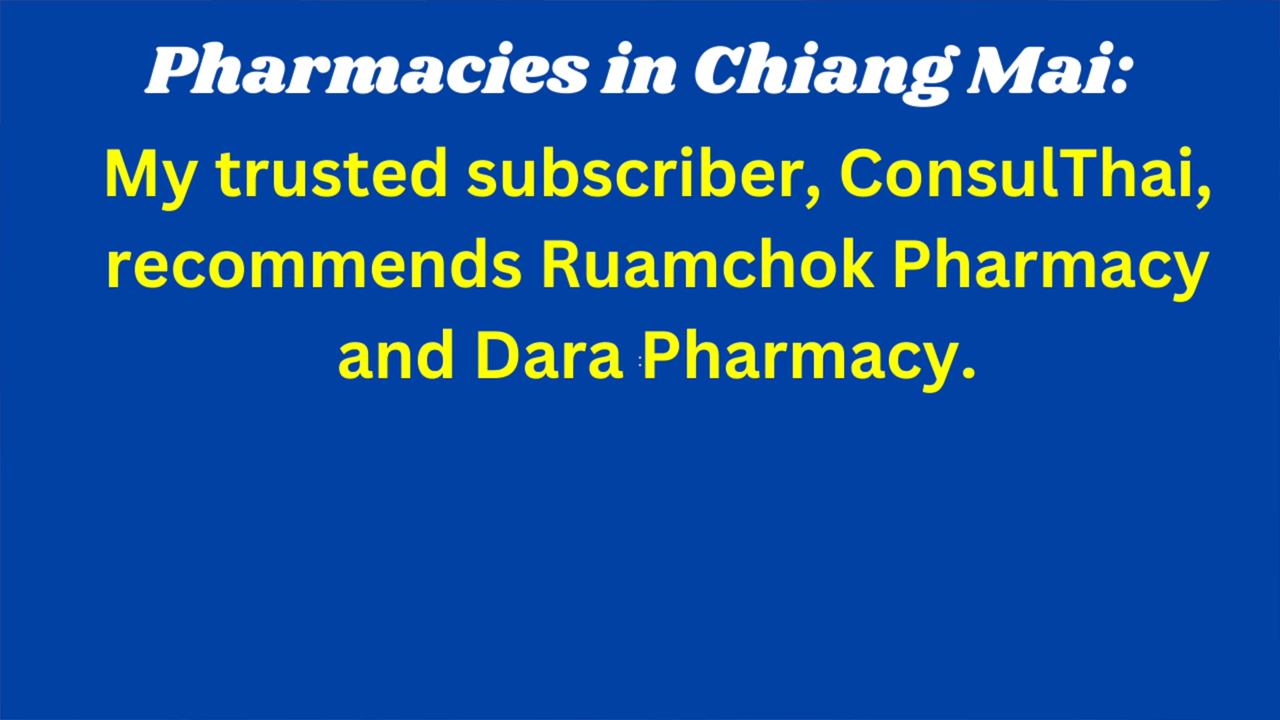 Pharmacies in Chiang Mai:
My trusted subscriber, ConsulThai,
recommends Ruamchok Pharmacy
and Dara Pharmacy.